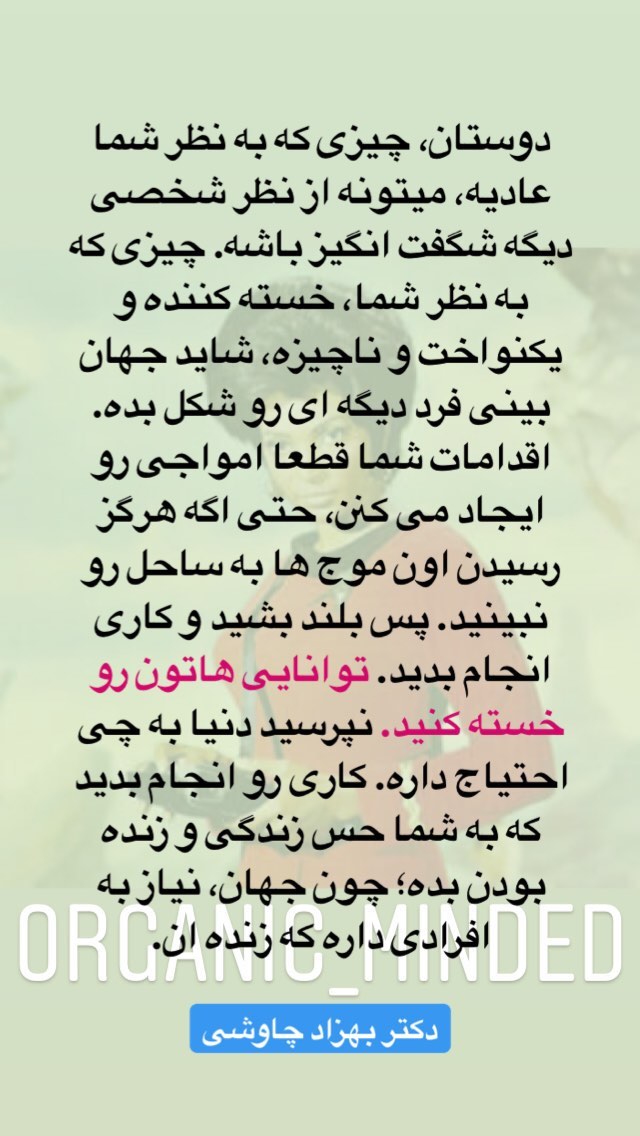 دوستان، چیزی که به نظر شما
عادیه، میتونه از نظر شخصی
دیگه شگفت انگیز باشه. چیزی که
به نظر شما، خسته کننده و
یکنواخت و ناچیزه، شاید جهان
بینی فرد دیگه ای رو شکل بده.
اقدامات شما قطعا امواجی رو
ایجاد می کنن، حتی اگه هرگز
رسیدن اون موج ها به ساحل رو
نبینید. پس بلند بشید و کاری
انجام بدید. توانایی هاتون رو
خسته کنید. نپرسید دنیا به چی
احتیاج داره. کاری رو انجام بدید
که به شما حس زندگی و زنده
بودن بده؛ چون جهان، نیاز به
افرادی داره که زنده ان.
ORGANIC_MINDED
دکتر بهزاد چاوشی